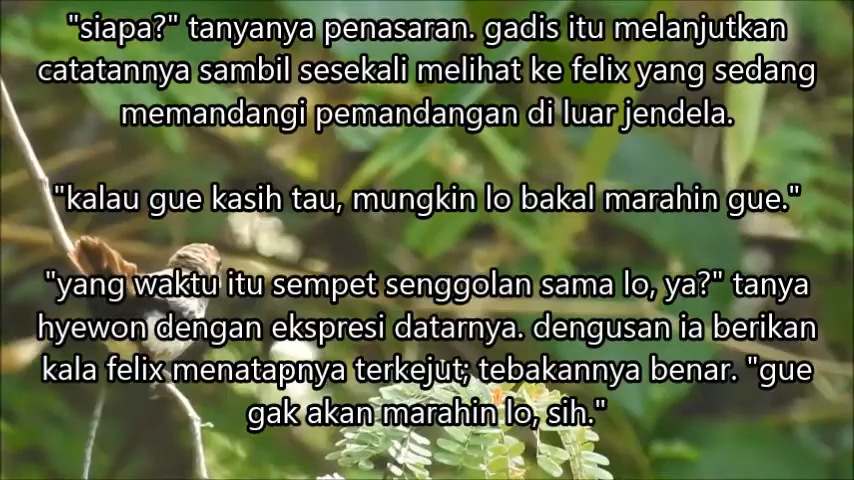 "siapa?" tanyanya penasaran. gadis itu melanjutkan
catatannya sambil sesekali melihat ke felix yang sedang
memandangi pemandangan di luar jendela.
"kalau gue kasih tau, mungkin lo bakal marahin gue."
"yang waktu itu sempet senggolan sama lo, ya?" tanya
hyewon dengan ekspresi datarnya. dengusan ia berikan
kala felix menatapnya terkejut; tebakannya benar. "gue
gak akan marahin lo, sih."